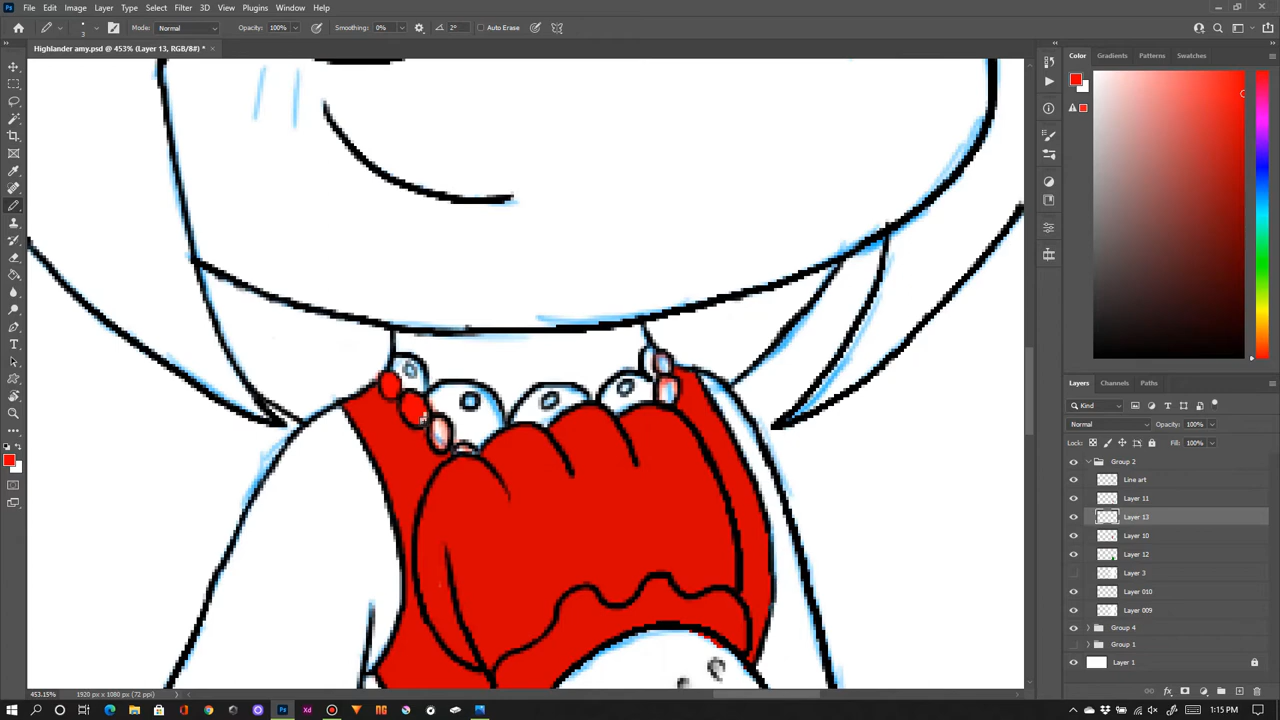 File Edit Image Layer Type Select Filter 3D View Plugins Window Help
Mode: Normal Opacity: 100% Smoothing: 0% 2° Auto Erase
3
Highlander amy.psd @ 453% (Layer 13, RGB/8#) * ×
Color Gradients Patterns Swatches
Layers Channels Paths
Kind
Normal Opacity: 100%
Lock: Fill: 100%
Group 2
Line art
Layer 11
Layer 13
Layer 10
Layer 12
Layer 3
Layer 010
Layer 009
Group 4
Group 1
Layer 1
453.15% 1920 px x 1080 px (72 ppi)
1:15 PM